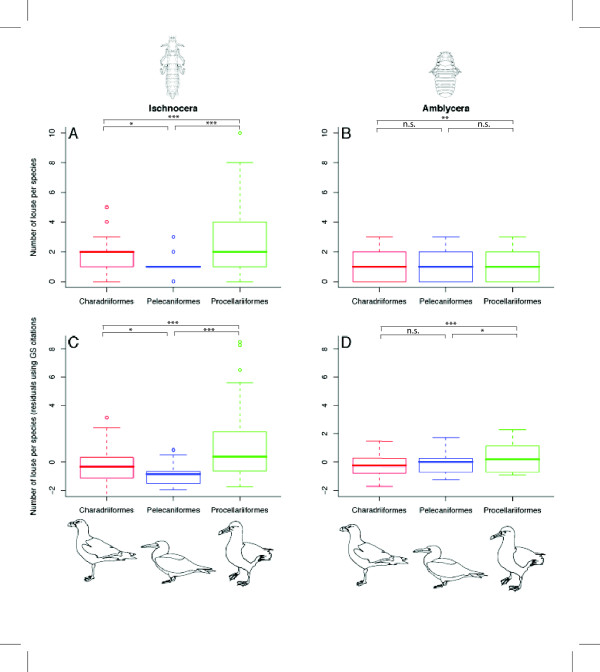 Ischnocera
Amblycera
A
***
*
***
Number of louse per species
10
8
6
4
2
0
Charadriiformes Pelecaniformes Procellariiformes
B
**
n.s. n.s.
10
8
6
4
2
0
Charadriiformes Pelecaniformes Procellariiformes
C
***
*
***
Number of louse per species (residuals using GS citations
8
6
4
2
0
-2
Charadriiformes Pelecaniformes Procellariiformes
D
***
n.s. *
8
6
4
2
0
-2
Charadriiformes Pelecaniformes Procellariiformes